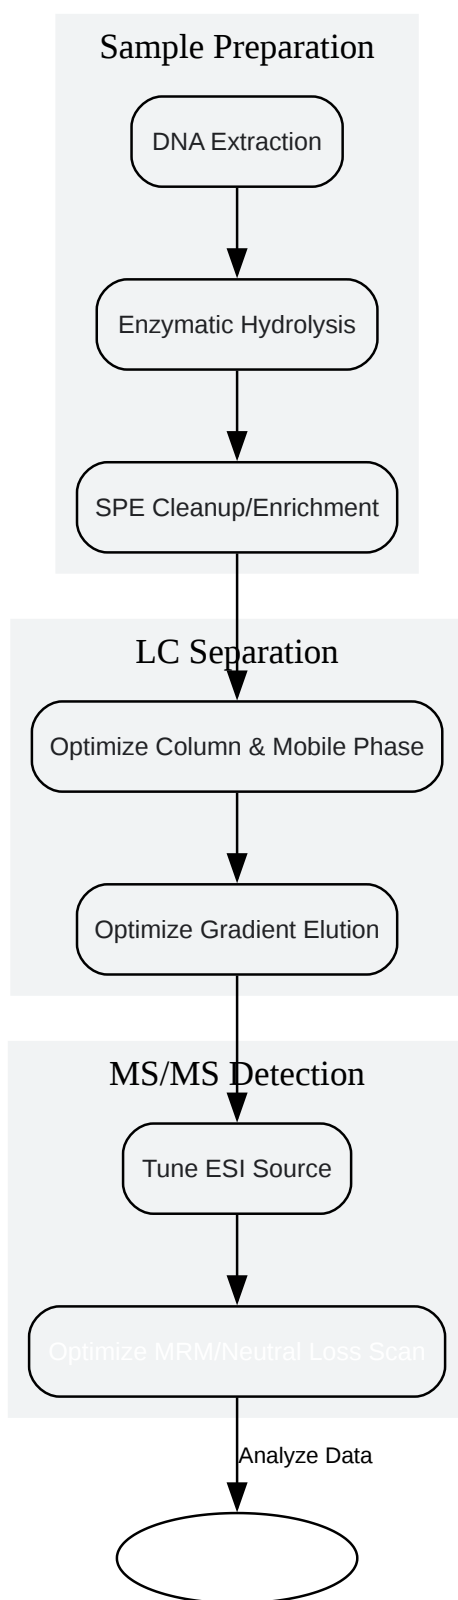 Sample Preparation
DNA Extraction
Enzymatic Hydrolysis
SPE Cleanup/Enrichment
LC Separation
Optimize Column & Mobile Phase
Optimize Gradient Elution
MS/MS Detection
Tune ESI Source
Optimize MRM/Neutral Loss Scan
Analyze Data